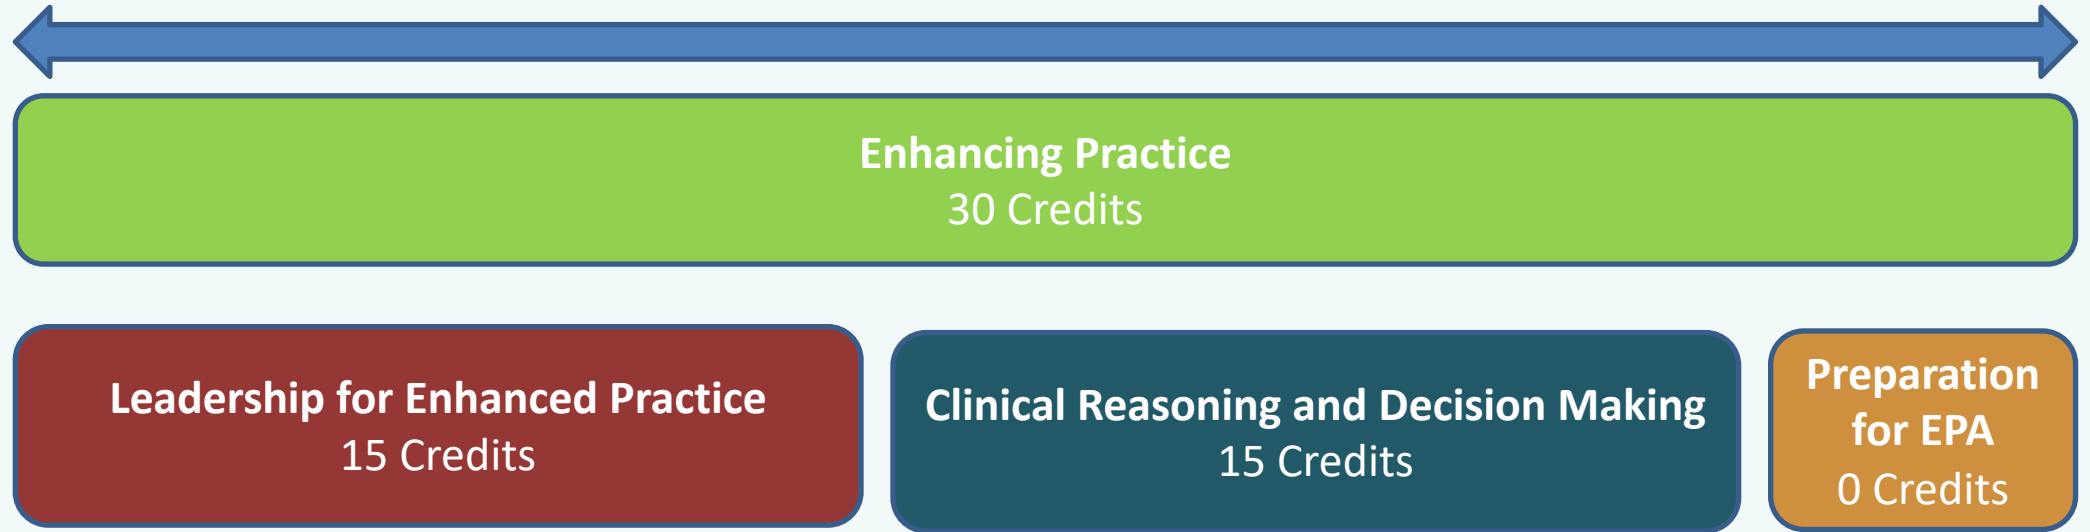 Enhancing Practice
30 Credits
Leadership for Enhanced Practice
15 Credits
Clinical Reasoning and Decision Making
15 Credits
Preparation
for EPA
0 Credits